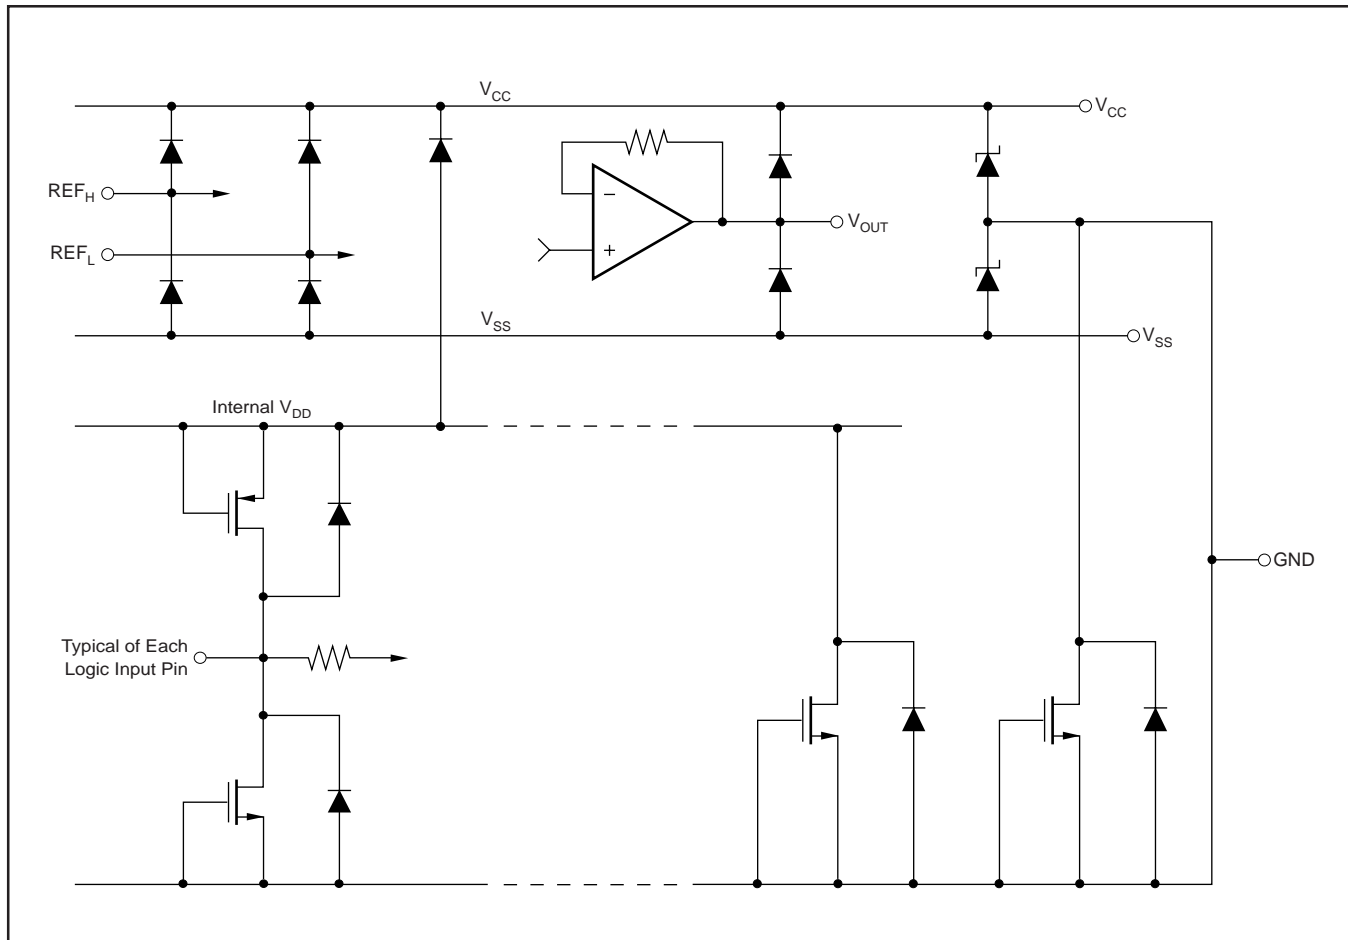 V_CC
V_CC
REF_H
REF_L
−
+
V_OUT
V_SS
V_SS
Internal V_DD
GND
Typical of Each
Logic Input Pin